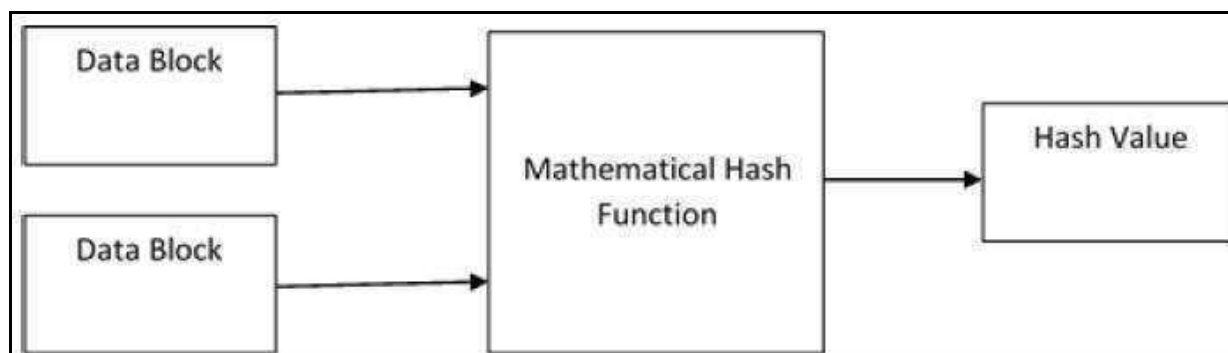 Data Block
Data Block
Mathematical Hash
Function
Hash Value